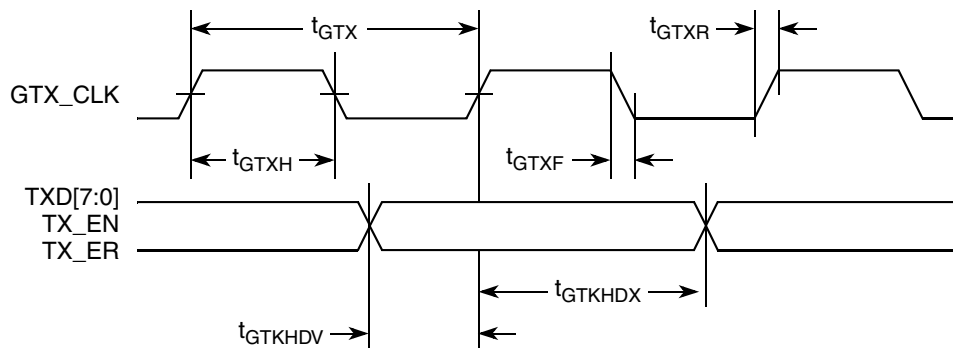 tGTX
tGTXR
GTX_CLK
tGTXH
tGTXF
TXD[7:0]
TX_EN
TX_ER
tGTKHDX
tGTKHDV